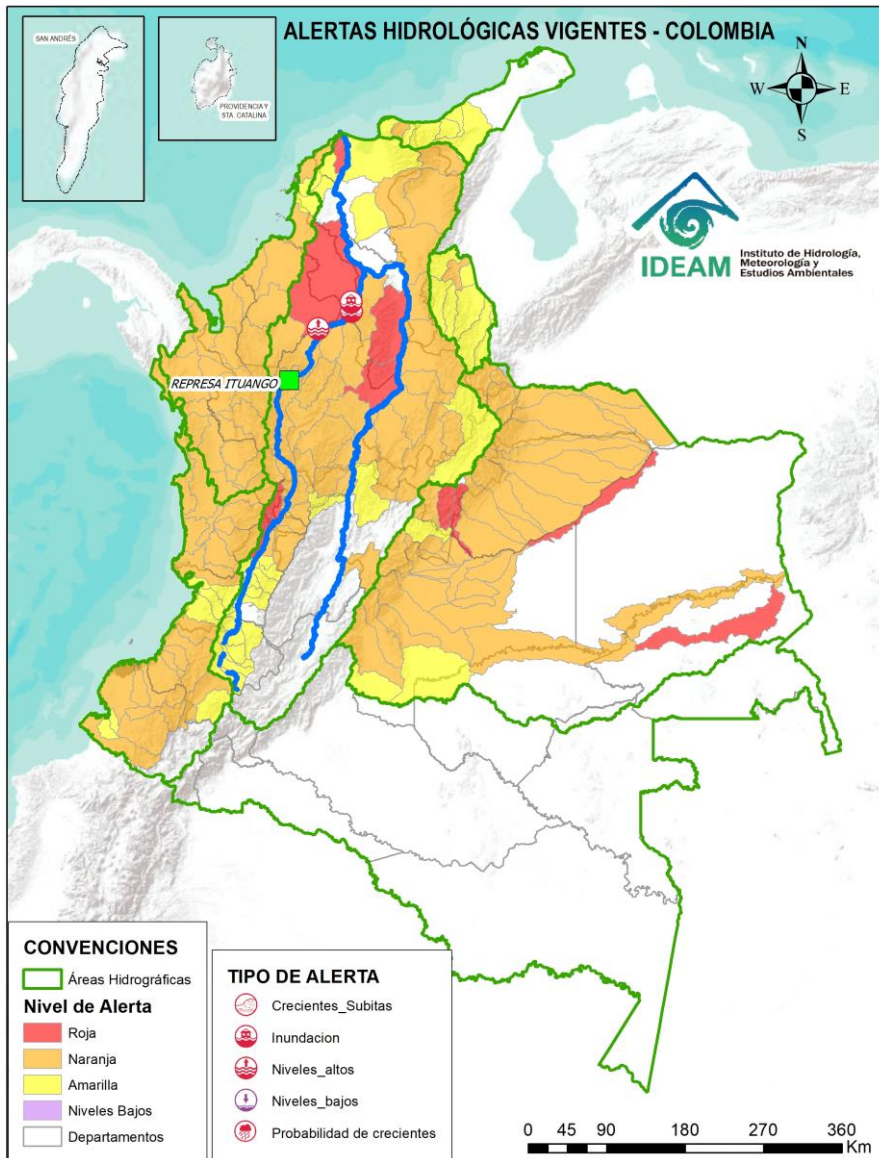 ALERTAS HIDROLÓGICAS VIGENTES - COLOMBIA
SAN ANDRÉS
PROVIDENCIA Y
STA. CATALINA
N
W
E
S
IDEAM
Instituto de Hidrología,
Meteorología y
Estudios Ambientales
REPRESA ITUANGO
CONVENCIONES
Áreas Hidrográficas
Nivel de Alerta
Roja
Naranja
Amarilla
Niveles Bajos
Departamentos
TIPO DE ALERTA
Crecientes_Subitas
Inundacion
Niveles_altos
Niveles_bajos
Probabilidad de crecientes
0 45 90 180 270 360
Km